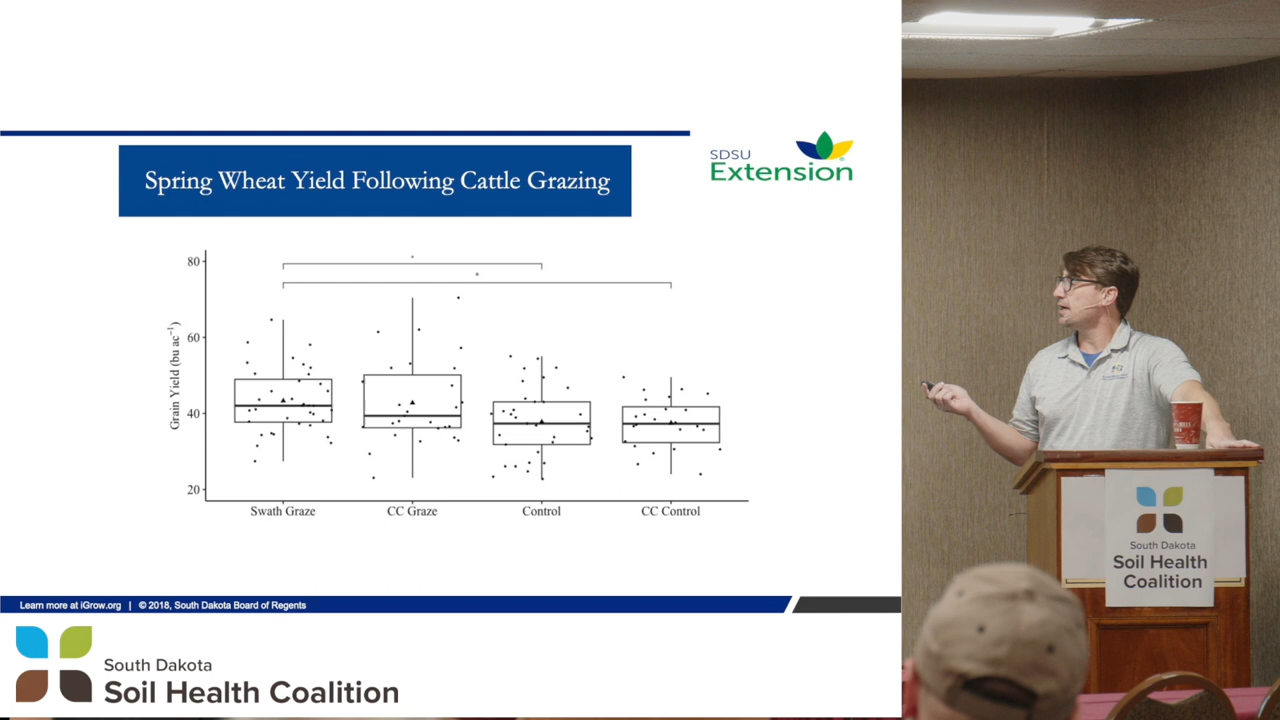 Spring Wheat Yield Following Cattle Grazing
SDSU
Extension
Grain Yield (bu ac⁻¹)
80
60
40
20
*
*
Swath Graze
CC Graze
Control
CC Control
Learn more at iGrow.org | © 2018, South Dakota Board of Regents
South Dakota
Soil Health Coalition
South Dakota
Soil Health
Coalition